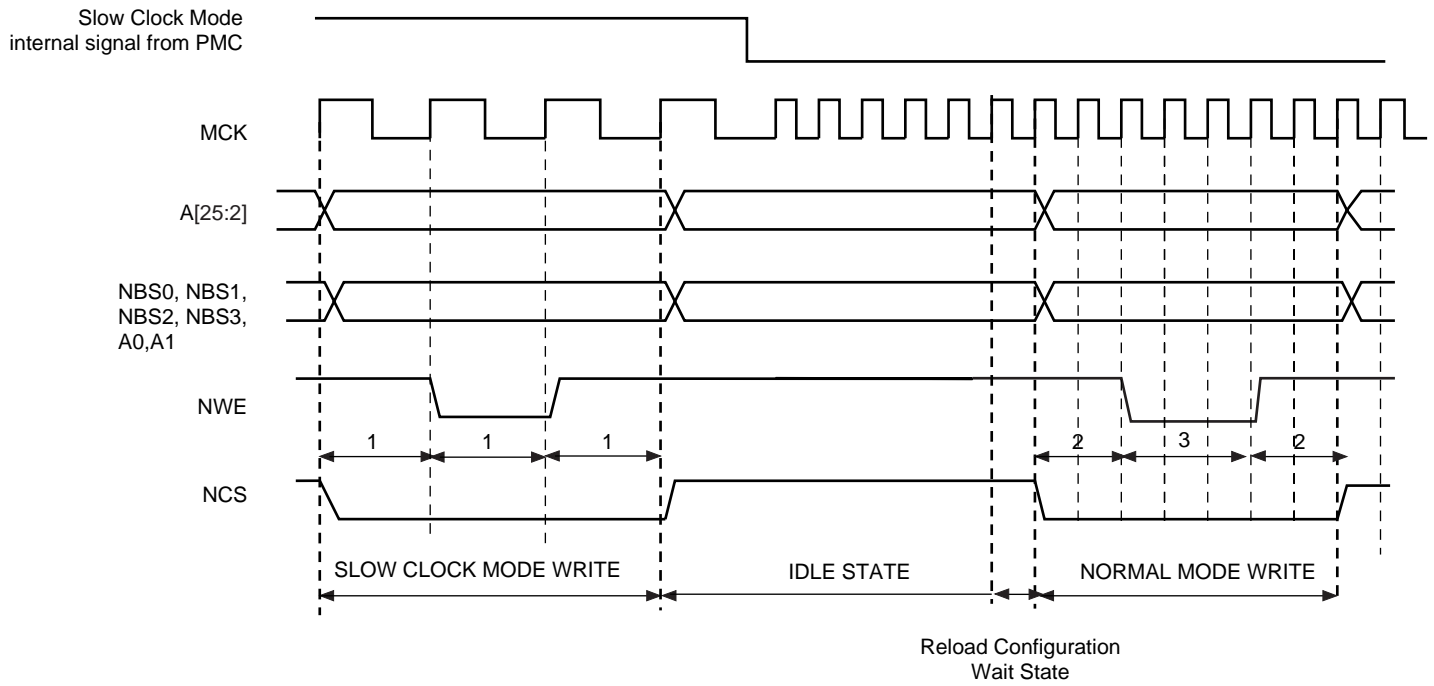 Slow Clock Mode
internal signal from PMC
MCK
A[25:2]
NBS0, NBS1,
NBS2, NBS3,
A0,A1
NWE
1 1 1 2 3 2
NCS
SLOW CLOCK MODE WRITE IDLE STATE NORMAL MODE WRITE
Reload Configuration
Wait State